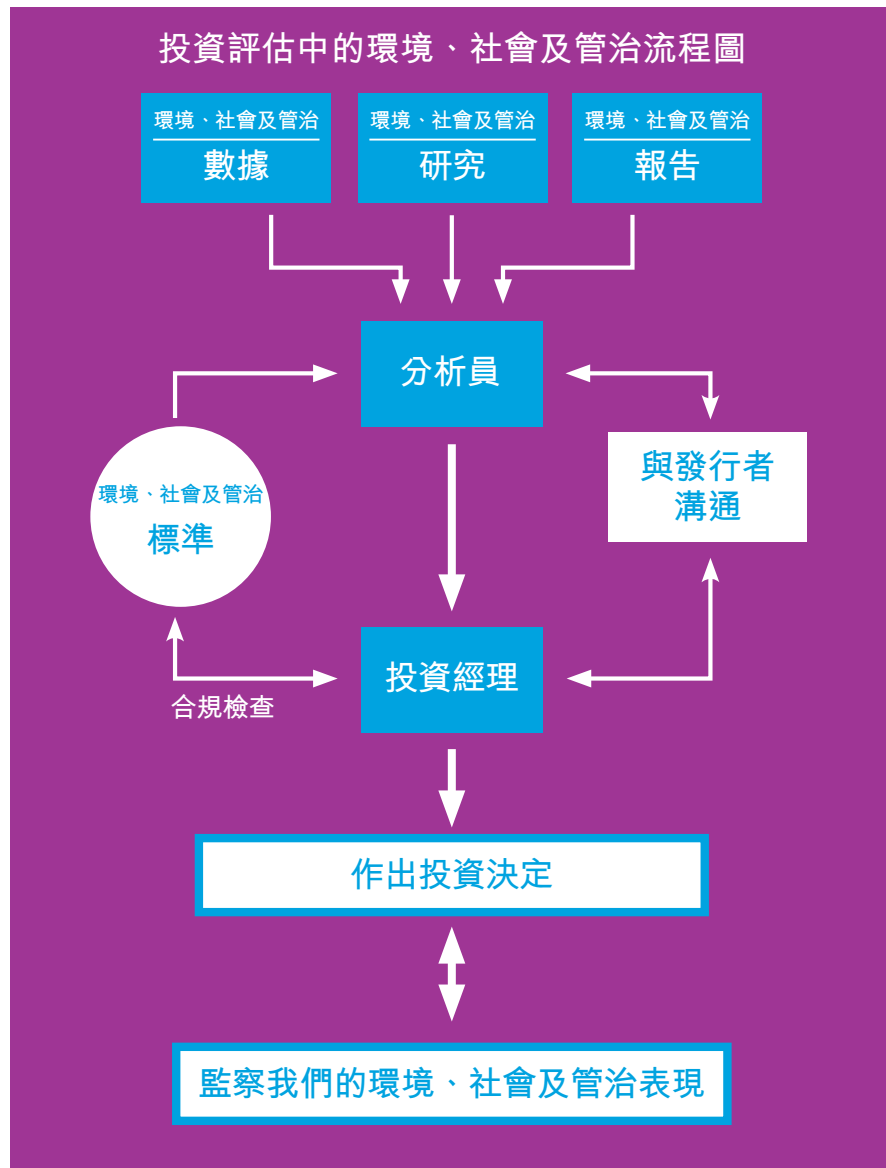 投資評估中的環境、社會及管治流程圖
環境、社會及管治
數據
環境、社會及管治
研究
環境、社會及管治
報告
分析員
與發行者
溝通
環境、社會及管治
標準
投資經理
合規檢查
作出投資決定
監察我們的環境、社會及管治表現